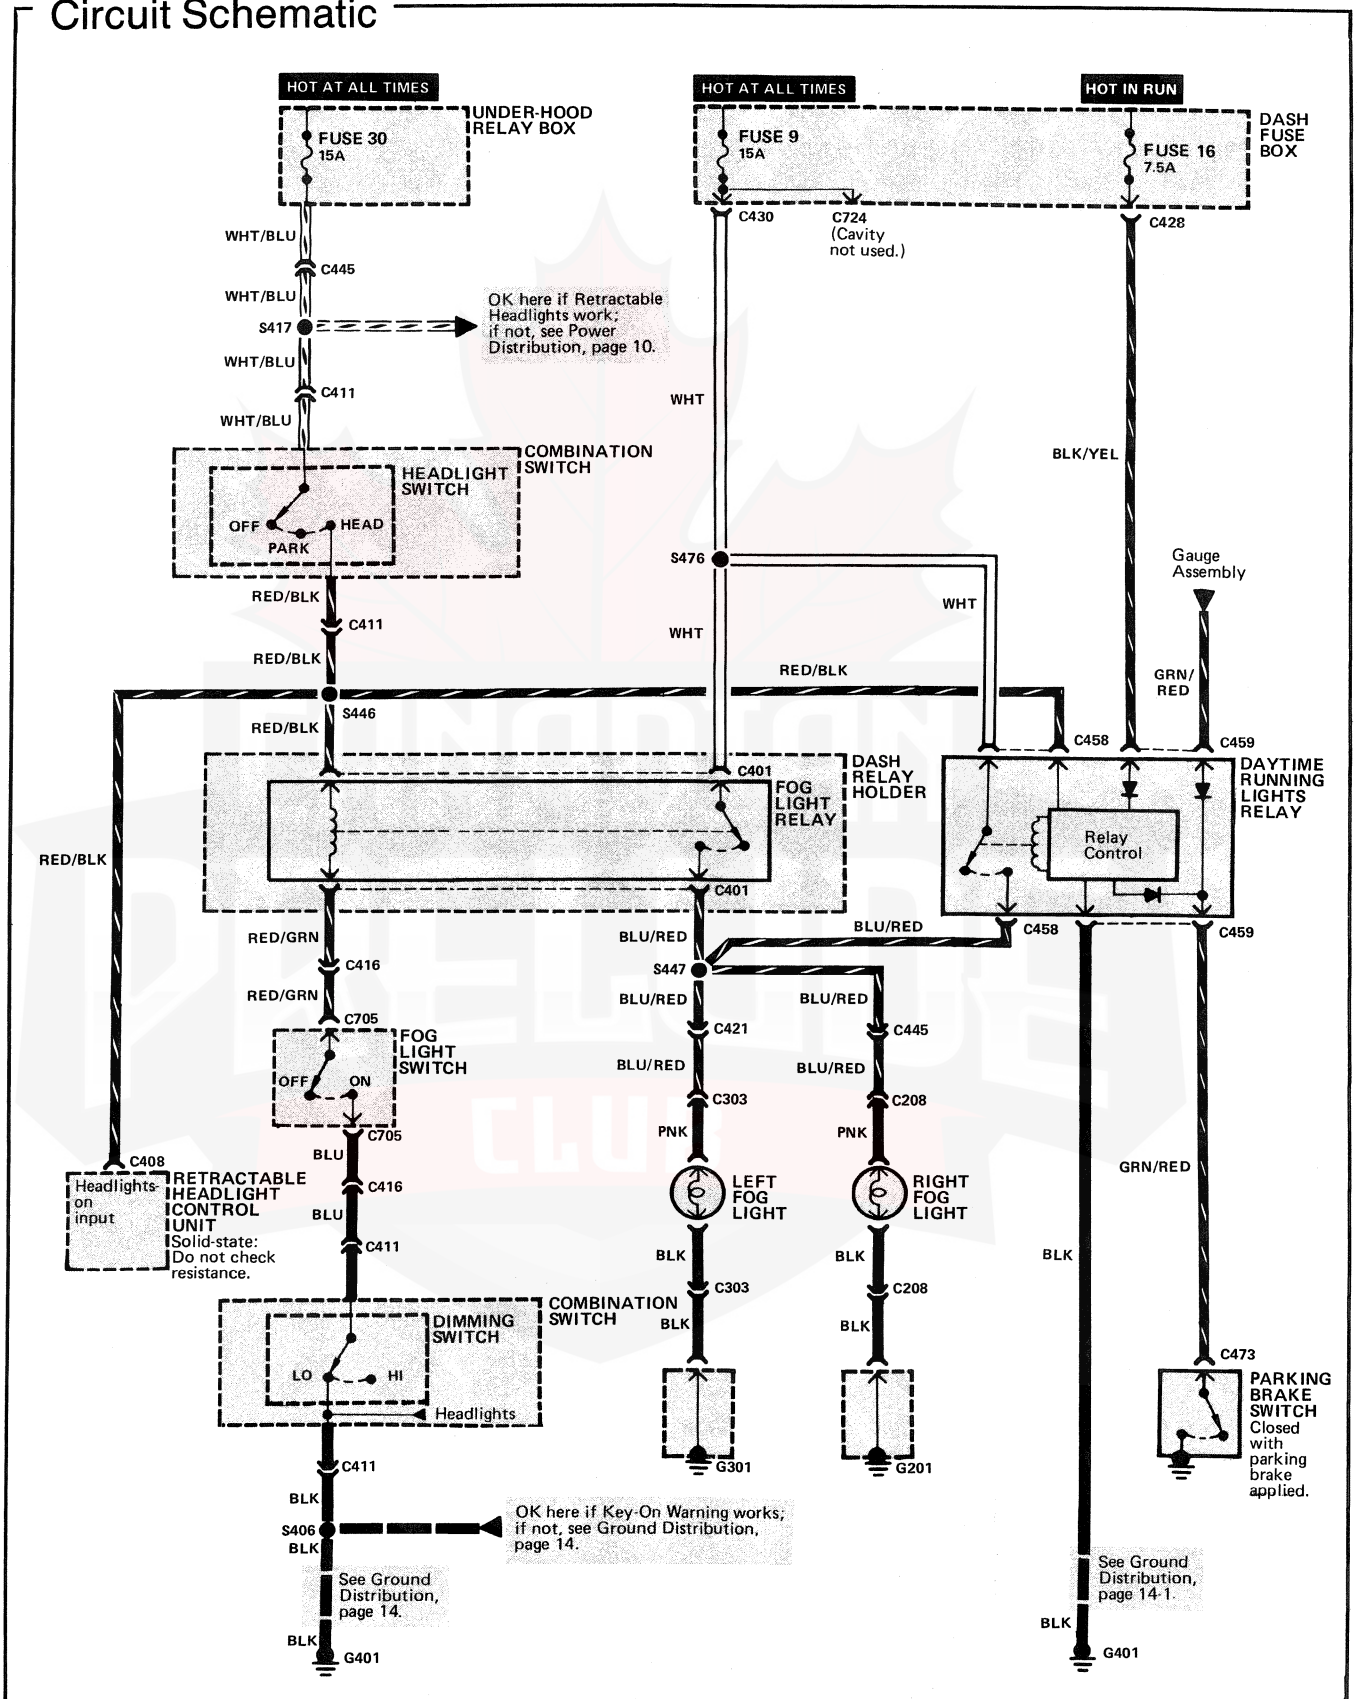 Circuit Schematic
HOT AT ALL TIMES
HOT AT ALL TIMES
HOT IN RUN
UNDER-HOOD
RELAY BOX
FUSE 30
15A
FUSE 9
15A
FUSE 16
7.5A
DASH
FUSE
BOX
C430
C724
(Cavity
not used.)
C428
WHT/BLU
C445
WHT/BLU
S417
OK here if Retractable
Headlights work;
if not, see Power
Distribution, page 10.
WHT/BLU
C411
WHT/BLU
WHT
BLK/YEL
COMBINATION
SWITCH
HEADLIGHT
SWITCH
OFF
HEAD
PARK
S476
Gauge
Assembly
RED/BLK
C411
WHT
WHT
RED/BLK
RED/BLK
GRN/
RED
S446
RED/BLK
C458
C459
C401
DASH
RELAY
HOLDER
FOG
LIGHT
RELAY
DAYTIME
RUNNING
LIGHTS
RELAY
Relay
Control
RED/BLK
C401
RED/GRN
BLU/RED
BLU/RED
C458
C459
C416
S447
RED/GRN
BLU/RED
BLU/RED
C705
C421
C445
FOG
LIGHT
SWITCH
OFF
ON
BLU/RED
BLU/RED
C303
C208
C705
PNK
PNK
BLU
C408
Headlights-
on
input
RETRACTABLE
HEADLIGHT
CONTROL
UNIT
Solid-state:
Do not check
resistance.
C416
BLU
C411
LEFT
FOG
LIGHT
RIGHT
FOG
LIGHT
GRN/RED
BLK
BLK
BLK
C303
C208
BLK
BLK
COMBINATION
SWITCH
DIMMING
SWITCH
LO
HI
Headlights
C473
PARKING
BRAKE
SWITCH
Closed
with
parking
brake
applied.
C411
G301
G201
BLK
S406
BLK
OK here if Key-On Warning works;
if not, see Ground Distribution,
page 14.
See Ground
Distribution,
page 14.
See Ground
Distribution,
page 14-1.
BLK
G401
BLK
G401
CANADIAN
PRELUDE
CLUB